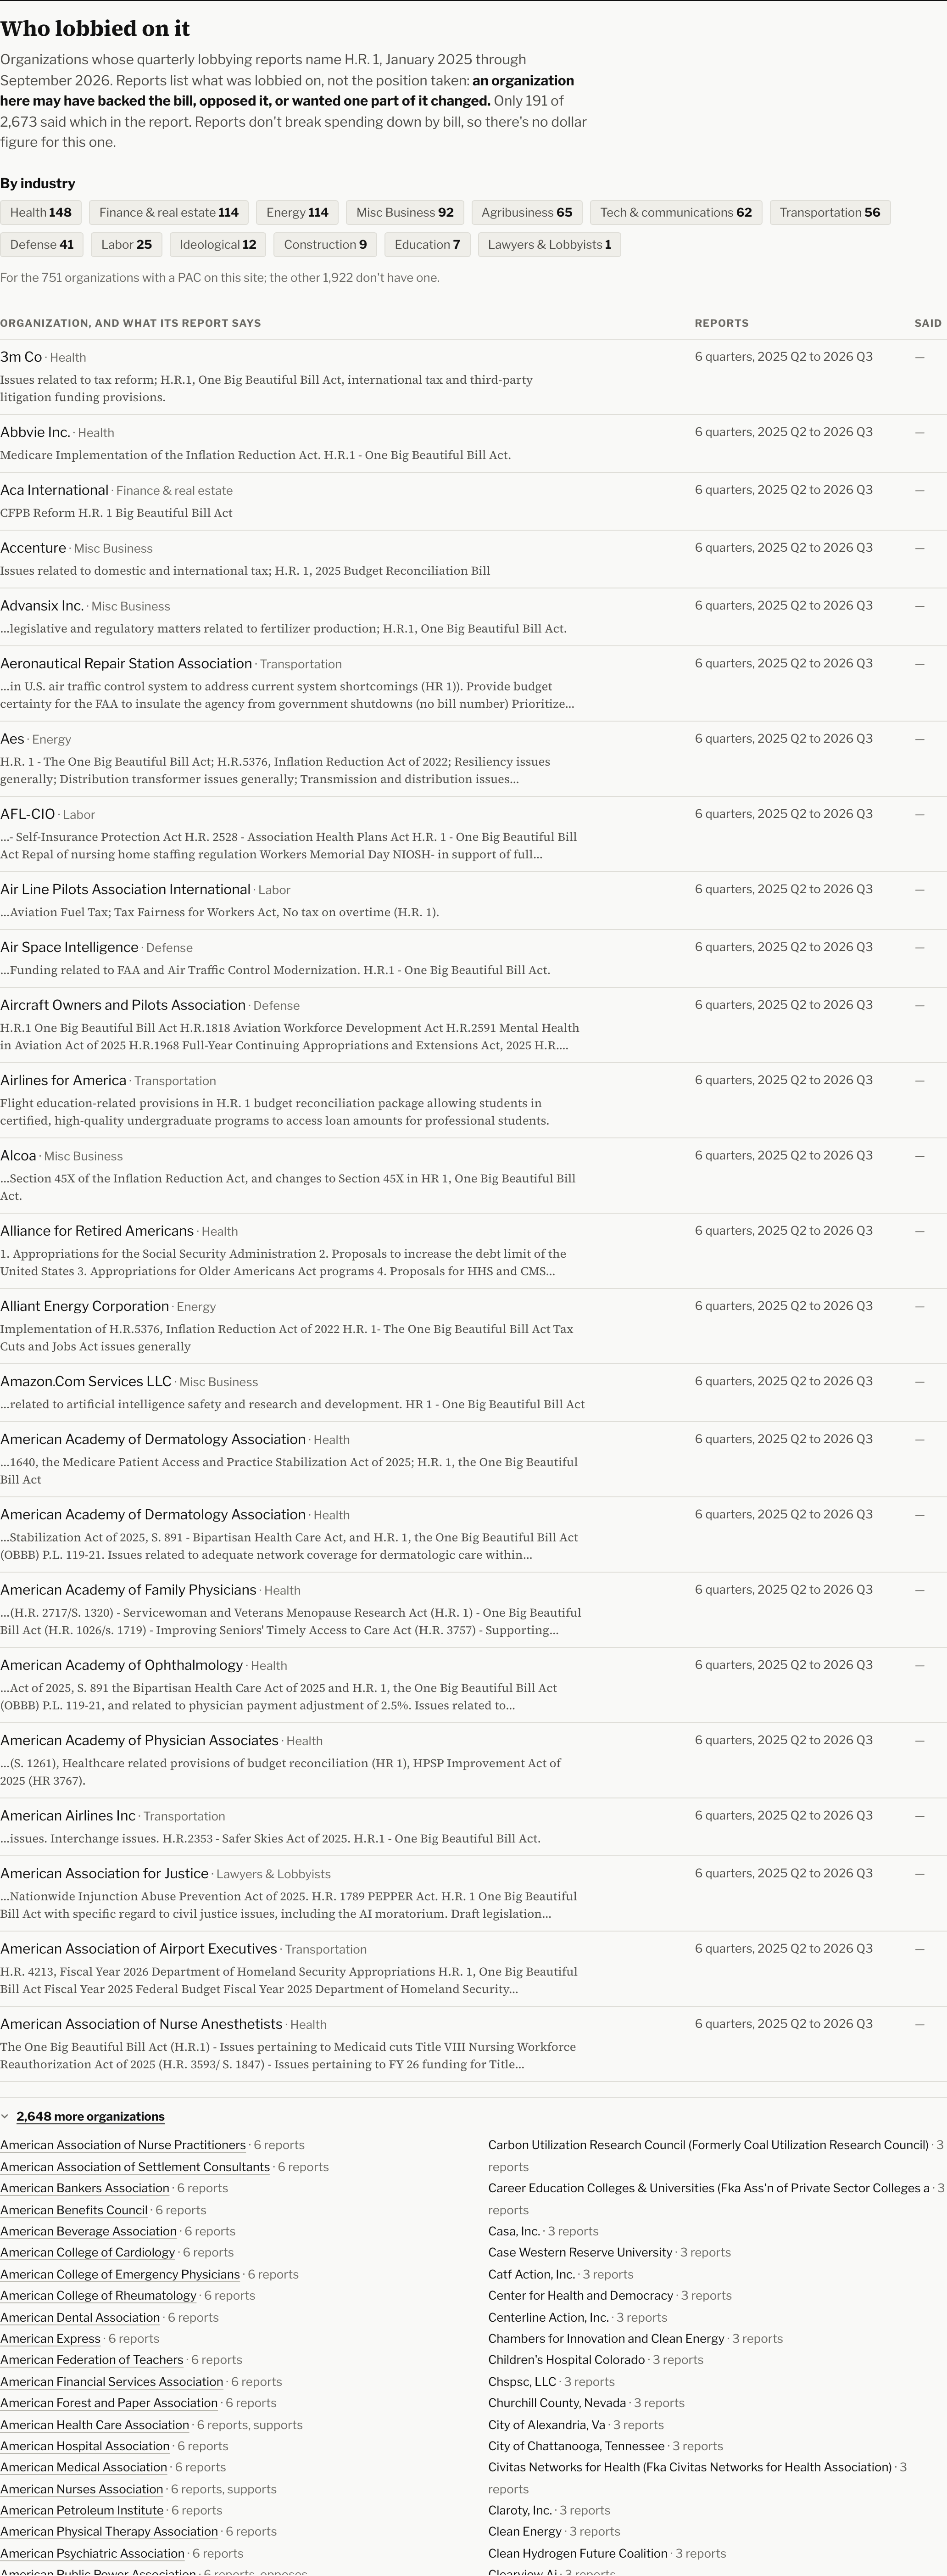 Who lobbied on it
Organizations whose quarterly lobbying reports name H.R. 1, January 2025 through
September 2026. Reports list what was lobbied on, not the position taken: an organization
here may have backed the bill, opposed it, or wanted one part of it changed. Only 191 of
2,673 said which in the report. Reports don't break spending down by bill, so there's no dollar
figure for this one.
By industry
Health 148 Finance & real estate 114 Energy 114 Misc Business 92 Agribusiness 65 Tech & communications 62 Transportation 56
Defense 41 Labor 25 Ideological 12 Construction 9 Education 7 Lawyers & Lobbyists 1
For the 751 organizations with a PAC on this site; the other 1,922 don't have one.
ORGANIZATION, AND WHAT ITS REPORT SAYS REPORTS SAID
3m Co · Health 6 quarters, 2025 Q2 to 2026 Q3 —
Issues related to tax reform; H.R.1, One Big Beautiful Bill Act, international tax and third-party
litigation funding provisions.
Abbvie Inc. · Health 6 quarters, 2025 Q2 to 2026 Q3 —
Medicare Implementation of the Inflation Reduction Act. H.R.1 - One Big Beautiful Bill Act.
Aca International · Finance & real estate 6 quarters, 2025 Q2 to 2026 Q3 —
CFPB Reform H.R. 1 Big Beautiful Bill Act
Accenture · Misc Business 6 quarters, 2025 Q2 to 2026 Q3 —
Issues related to domestic and international tax; H.R. 1, 2025 Budget Reconciliation Bill
Advansix Inc. · Misc Business 6 quarters, 2025 Q2 to 2026 Q3 —
…legislative and regulatory matters related to fertilizer production; H.R.1, One Big Beautiful Bill Act.
Aeronautical Repair Station Association · Transportation 6 quarters, 2025 Q2 to 2026 Q3 —
…in U.S. air traffic control system to address current system shortcomings (HR 1)). Provide budget
certainty for the FAA to insulate the agency from government shutdowns (no bill number) Prioritize…
Aes · Energy 6 quarters, 2025 Q2 to 2026 Q3 —
H.R. 1 - The One Big Beautiful Bill Act; H.R.5376, Inflation Reduction Act of 2022; Resiliency issues
generally; Distribution transformer issues generally; Transmission and distribution issues…
AFL-CIO · Labor 6 quarters, 2025 Q2 to 2026 Q3 —
…- Self-Insurance Protection Act H.R. 2528 - Association Health Plans Act H.R. 1 - One Big Beautiful Bill
Act Repal of nursing home staffing regulation Workers Memorial Day NIOSH- in support of full…
Air Line Pilots Association International · Labor 6 quarters, 2025 Q2 to 2026 Q3 —
…Aviation Fuel Tax; Tax Fairness for Workers Act, No tax on overtime (H.R. 1).
Air Space Intelligence · Defense 6 quarters, 2025 Q2 to 2026 Q3 —
…Funding related to FAA and Air Traffic Control Modernization. H.R.1 - One Big Beautiful Bill Act.
Aircraft Owners and Pilots Association · Defense 6 quarters, 2025 Q2 to 2026 Q3 —
H.R.1 One Big Beautiful Bill Act H.R.1818 Aviation Workforce Development Act H.R.2591 Mental Health
in Aviation Act of 2025 H.R.1968 Full-Year Continuing Appropriations and Extensions Act, 2025 H.R.…
Airlines for America · Transportation 6 quarters, 2025 Q2 to 2026 Q3 —
Flight education-related provisions in H.R. 1 budget reconciliation package allowing students in
certified, high-quality undergraduate programs to access loan amounts for professional students.
Alcoa · Misc Business 6 quarters, 2025 Q2 to 2026 Q3 —
…Section 45X of the Inflation Reduction Act, and changes to Section 45X in HR 1, One Big Beautiful Bill
Act.
Alliance for Retired Americans · Health 6 quarters, 2025 Q2 to 2026 Q3 —
1. Appropriations for the Social Security Administration 2. Proposals to increase the debt limit of the
United States 3. Appropriations for Older Americans Act programs 4. Proposals for HHS and CMS…
Alliant Energy Corporation · Energy 6 quarters, 2025 Q2 to 2026 Q3 —
Implementation of H.R.5376, Inflation Reduction Act of 2022 H.R. 1- The One Big Beautiful Bill Act Tax
Cuts and Jobs Act issues generally
Amazon.Com Services LLC · Misc Business 6 quarters, 2025 Q2 to 2026 Q3 —
…related to artificial intelligence safety and research and development. HR 1 - One Big Beautiful Bill Act
American Academy of Dermatology Association · Health 6 quarters, 2025 Q2 to 2026 Q3 —
…1640, the Medicare Patient Access and Practice Stabilization Act of 2025; H.R. 1, the One Big Beautiful
Bill Act
American Academy of Dermatology Association · Health 6 quarters, 2025 Q2 to 2026 Q3 —
…Stabilization Act of 2025, S. 891 - Bipartisan Health Care Act, and H.R. 1, the One Big Beautiful Bill Act
(OBBB) P.L. 119-21. Issues related to adequate network coverage for dermatologic care within…
American Academy of Family Physicians · Health 6 quarters, 2025 Q2 to 2026 Q3 —
…(H.R. 2717/S. 1320) - Servicewoman and Veterans Menopause Research Act (H.R. 1) - One Big Beautiful
Bill Act (H.R. 1026/s. 1719) - Improving Seniors' Timely Access to Care Act (H.R. 3757) - Supporting…
American Academy of Ophthalmology · Health 6 quarters, 2025 Q2 to 2026 Q3 —
…Act of 2025, S. 891 the Bipartisan Health Care Act of 2025 and H.R. 1, the One Big Beautiful Bill Act
(OBBB) P.L. 119-21, and related to physician payment adjustment of 2.5%. Issues related to…
American Academy of Physician Associates · Health 6 quarters, 2025 Q2 to 2026 Q3 —
…(S. 1261), Healthcare related provisions of budget reconciliation (HR 1), HPSP Improvement Act of
2025 (HR 3767).
American Airlines Inc · Transportation 6 quarters, 2025 Q2 to 2026 Q3 —
…issues. Interchange issues. H.R.2353 - Safer Skies Act of 2025. H.R.1 - One Big Beautiful Bill Act.
American Association for Justice · Lawyers & Lobbyists 6 quarters, 2025 Q2 to 2026 Q3 —
…Nationwide Injunction Abuse Prevention Act of 2025. H.R. 1789 PEPPER Act. H.R. 1 One Big Beautiful
Bill Act with specific regard to civil justice issues, including the AI moratorium. Draft legislation…
American Association of Airport Executives · Transportation 6 quarters, 2025 Q2 to 2026 Q3 —
H.R. 4213, Fiscal Year 2026 Department of Homeland Security Appropriations H.R. 1, One Big Beautiful
Bill Act Fiscal Year 2025 Federal Budget Fiscal Year 2025 Department of Homeland Security…
American Association of Nurse Anesthetists · Health 6 quarters, 2025 Q2 to 2026 Q3 —
The One Big Beautiful Bill Act (H.R.1) - Issues pertaining to Medicaid cuts Title VIII Nursing Workforce
Reauthorization Act of 2025 (H.R. 3593/ S. 1847) - Issues pertaining to FY 26 funding for Title…
2,648 more organizations
American Association of Nurse Practitioners · 6 reports
American Association of Settlement Consultants · 6 reports
American Bankers Association · 6 reports
American Benefits Council · 6 reports
American Beverage Association · 6 reports
American College of Cardiology · 6 reports
American College of Emergency Physicians · 6 reports
American College of Rheumatology · 6 reports
American Dental Association · 6 reports
American Express · 6 reports
American Federation of Teachers · 6 reports
American Financial Services Association · 6 reports
American Forest and Paper Association · 6 reports
American Health Care Association · 6 reports, supports
American Hospital Association · 6 reports
American Medical Association · 6 reports
American Nurses Association · 6 reports, supports
American Petroleum Institute · 6 reports
American Physical Therapy Association · 6 reports
American Psychiatric Association · 6 reports
American Public Power Association · 6 reports, opposes
Carbon Utilization Research Council (Formerly Coal Utilization Research Council) · 3
reports
Career Education Colleges & Universities (Fka Ass'n of Private Sector Colleges a · 3
reports
Casa, Inc. · 3 reports
Case Western Reserve University · 3 reports
Catf Action, Inc. · 3 reports
Center for Health and Democracy · 3 reports
Centerline Action, Inc. · 3 reports
Chambers for Innovation and Clean Energy · 3 reports
Children's Hospital Colorado · 3 reports
Chspsc, LLC · 3 reports
Churchill County, Nevada · 3 reports
City of Alexandria, Va · 3 reports
City of Chattanooga, Tennessee · 3 reports
Civitas Networks for Health (Fka Civitas Networks for Health Association) · 3
reports
Claroty, Inc. · 3 reports
Clean Energy · 3 reports
Clean Hydrogen Future Coalition · 3 reports
Clearview Ai · 3 reports